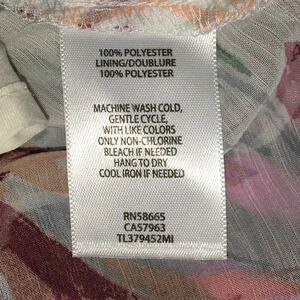 100% POLYESTER
LINING/DOUBLURE
100% POLYESTER
MACHINE WASH COLD,
GENTLE CYCLE,
WITH LIKE COLORS
ONLY NON-CHLORINE
BLEACH IF NEEDED
HANG TO DRY
COOL IRON IF NEEDED
RN58665
CA57963
TL379452MI